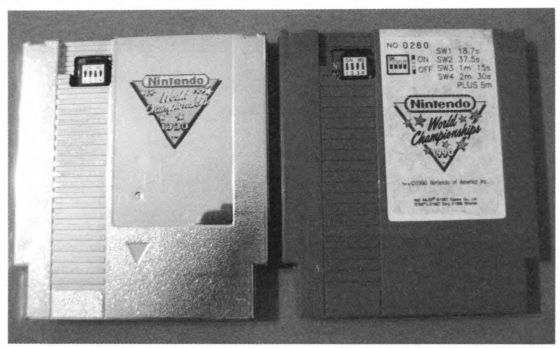 Nintendo
World
Championships
1990
NO 0260
SW1 18.7s
ON SW2 37.5s
OFF SW3 1m 15s
SW4 2m 30s
PLUS 5m
Nintendo
World
Championships
1990
©1990 Nintendo of America Inc.